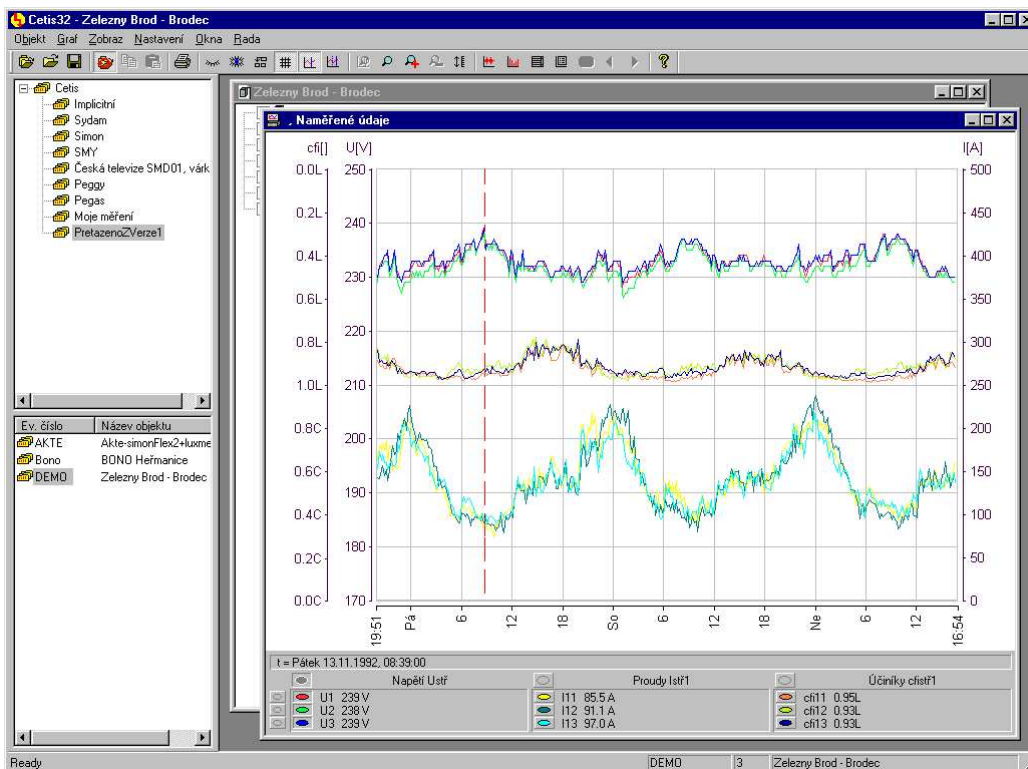 Cetis32 - Zelezny Brod - Brodec
Objekt Graf Zobraz Nastavení Okna Rada
Cetis
Implicitní
Sydam
Simon
SMY
Česká televize SMD01, várk
Peggy
Pegas
Moje měření
PretazenoZVerze1
Ev. číslo Název objektu
AKTE Akte-simonFlex2+luxme
Bono BONO Heřmanice
DEMO Zelezny Brod - Brodec
Zelezny Brod - Brodec
, Naměřené údaje
cfi[] U[V] I[A]
0.0L 250 500
0.2L 240 450
0.4L 230 400
0.6L 220 350
0.8L 210 300
1.0L 200 250
0.8C 190 200
0.6C 180 150
0.4C 170 100
0.2C 50
0.0C 0
19:51 Pá 6 12 18 So 6 12 18 Ne 6 12 16:54
t = Pátek 13.11.1992, 08:39:00
Napětí Ustř Proudy Istř1 Účiníky cfistř1
U1 239 V I11 85.5 A cfi11 0.95L
U2 238 V I12 91.1 A cfi12 0.93L
U3 239 V I13 97.0 A cfi13 0.93L
Ready DEMO 3 Zelezny Brod - Brodec